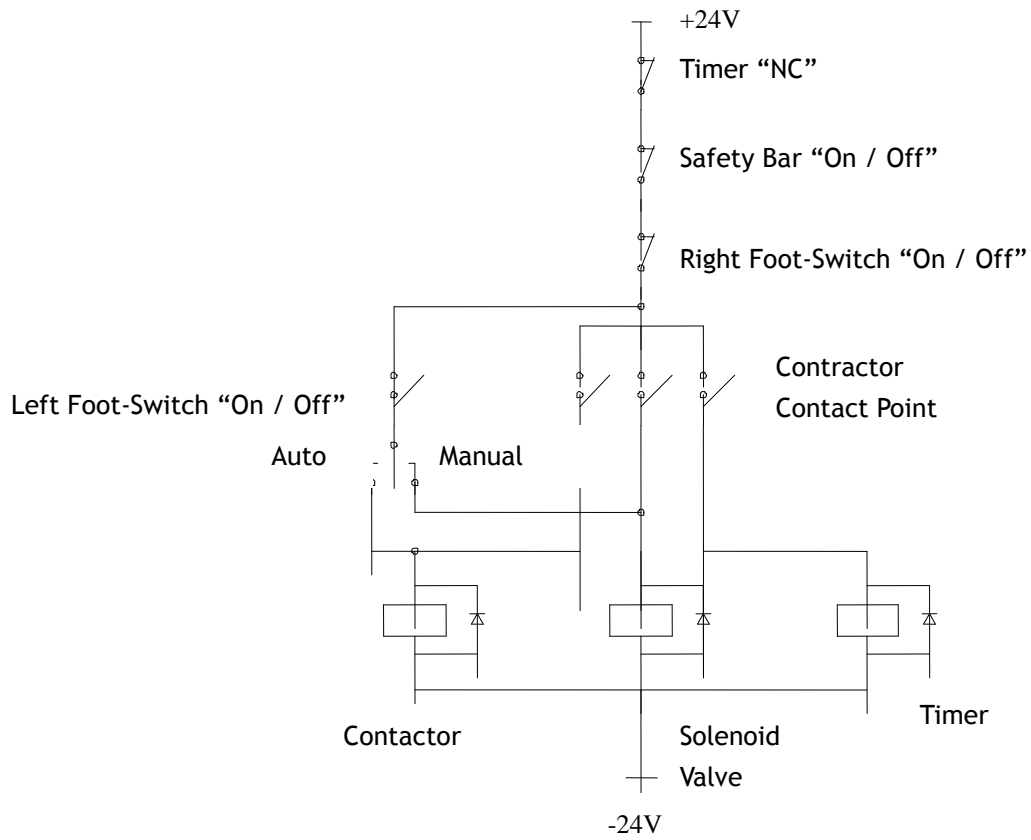 +24V
Timer “NC”
Safety Bar “On / Off”
Right Foot-Switch “On / Off”
Contractor
Contact Point
Left Foot-Switch “On / Off”
Auto
Manual
Timer
Contactor
Solenoid
Valve
-24V